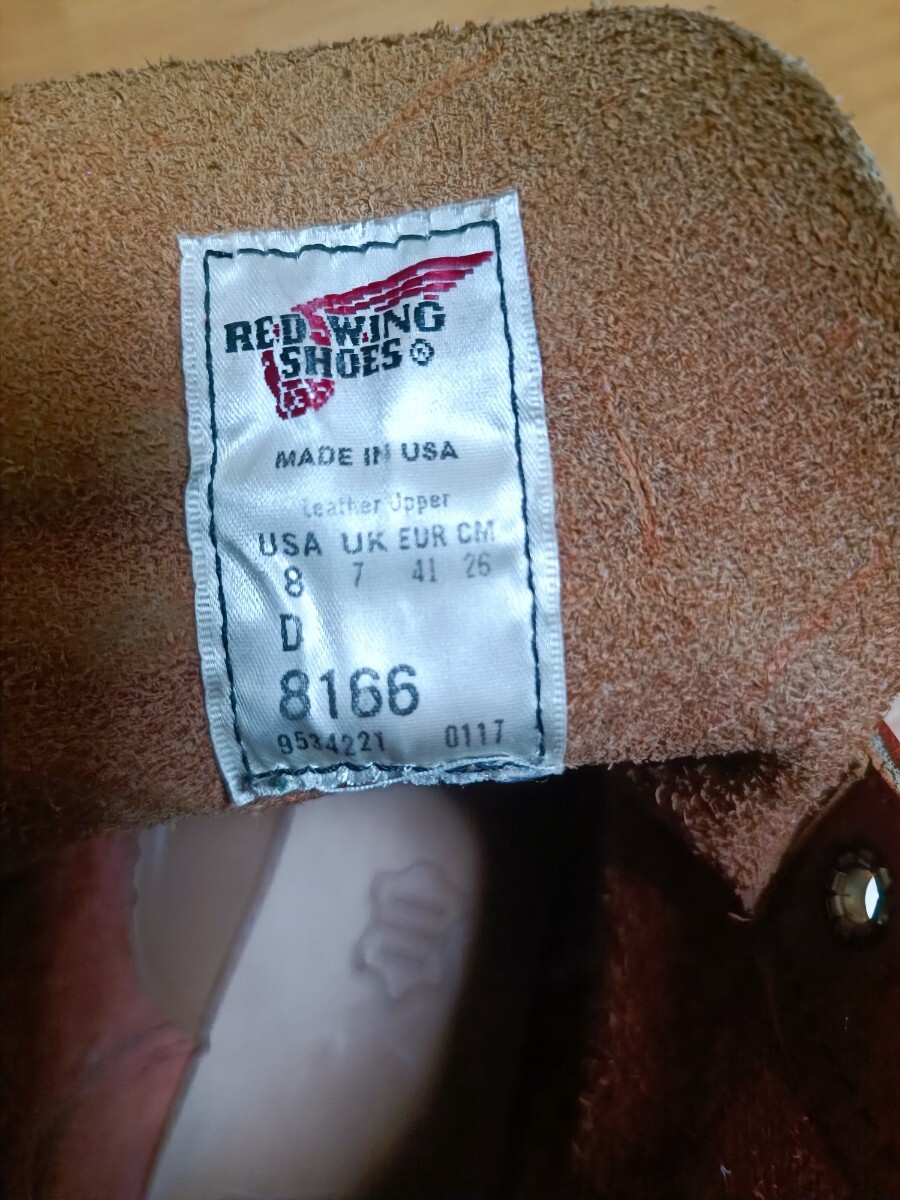 RED WING
SHOES®
MADE IN USA
Leather Upper
USA UK EUR CM
8 7 41 26
D
8166
9534221 0117